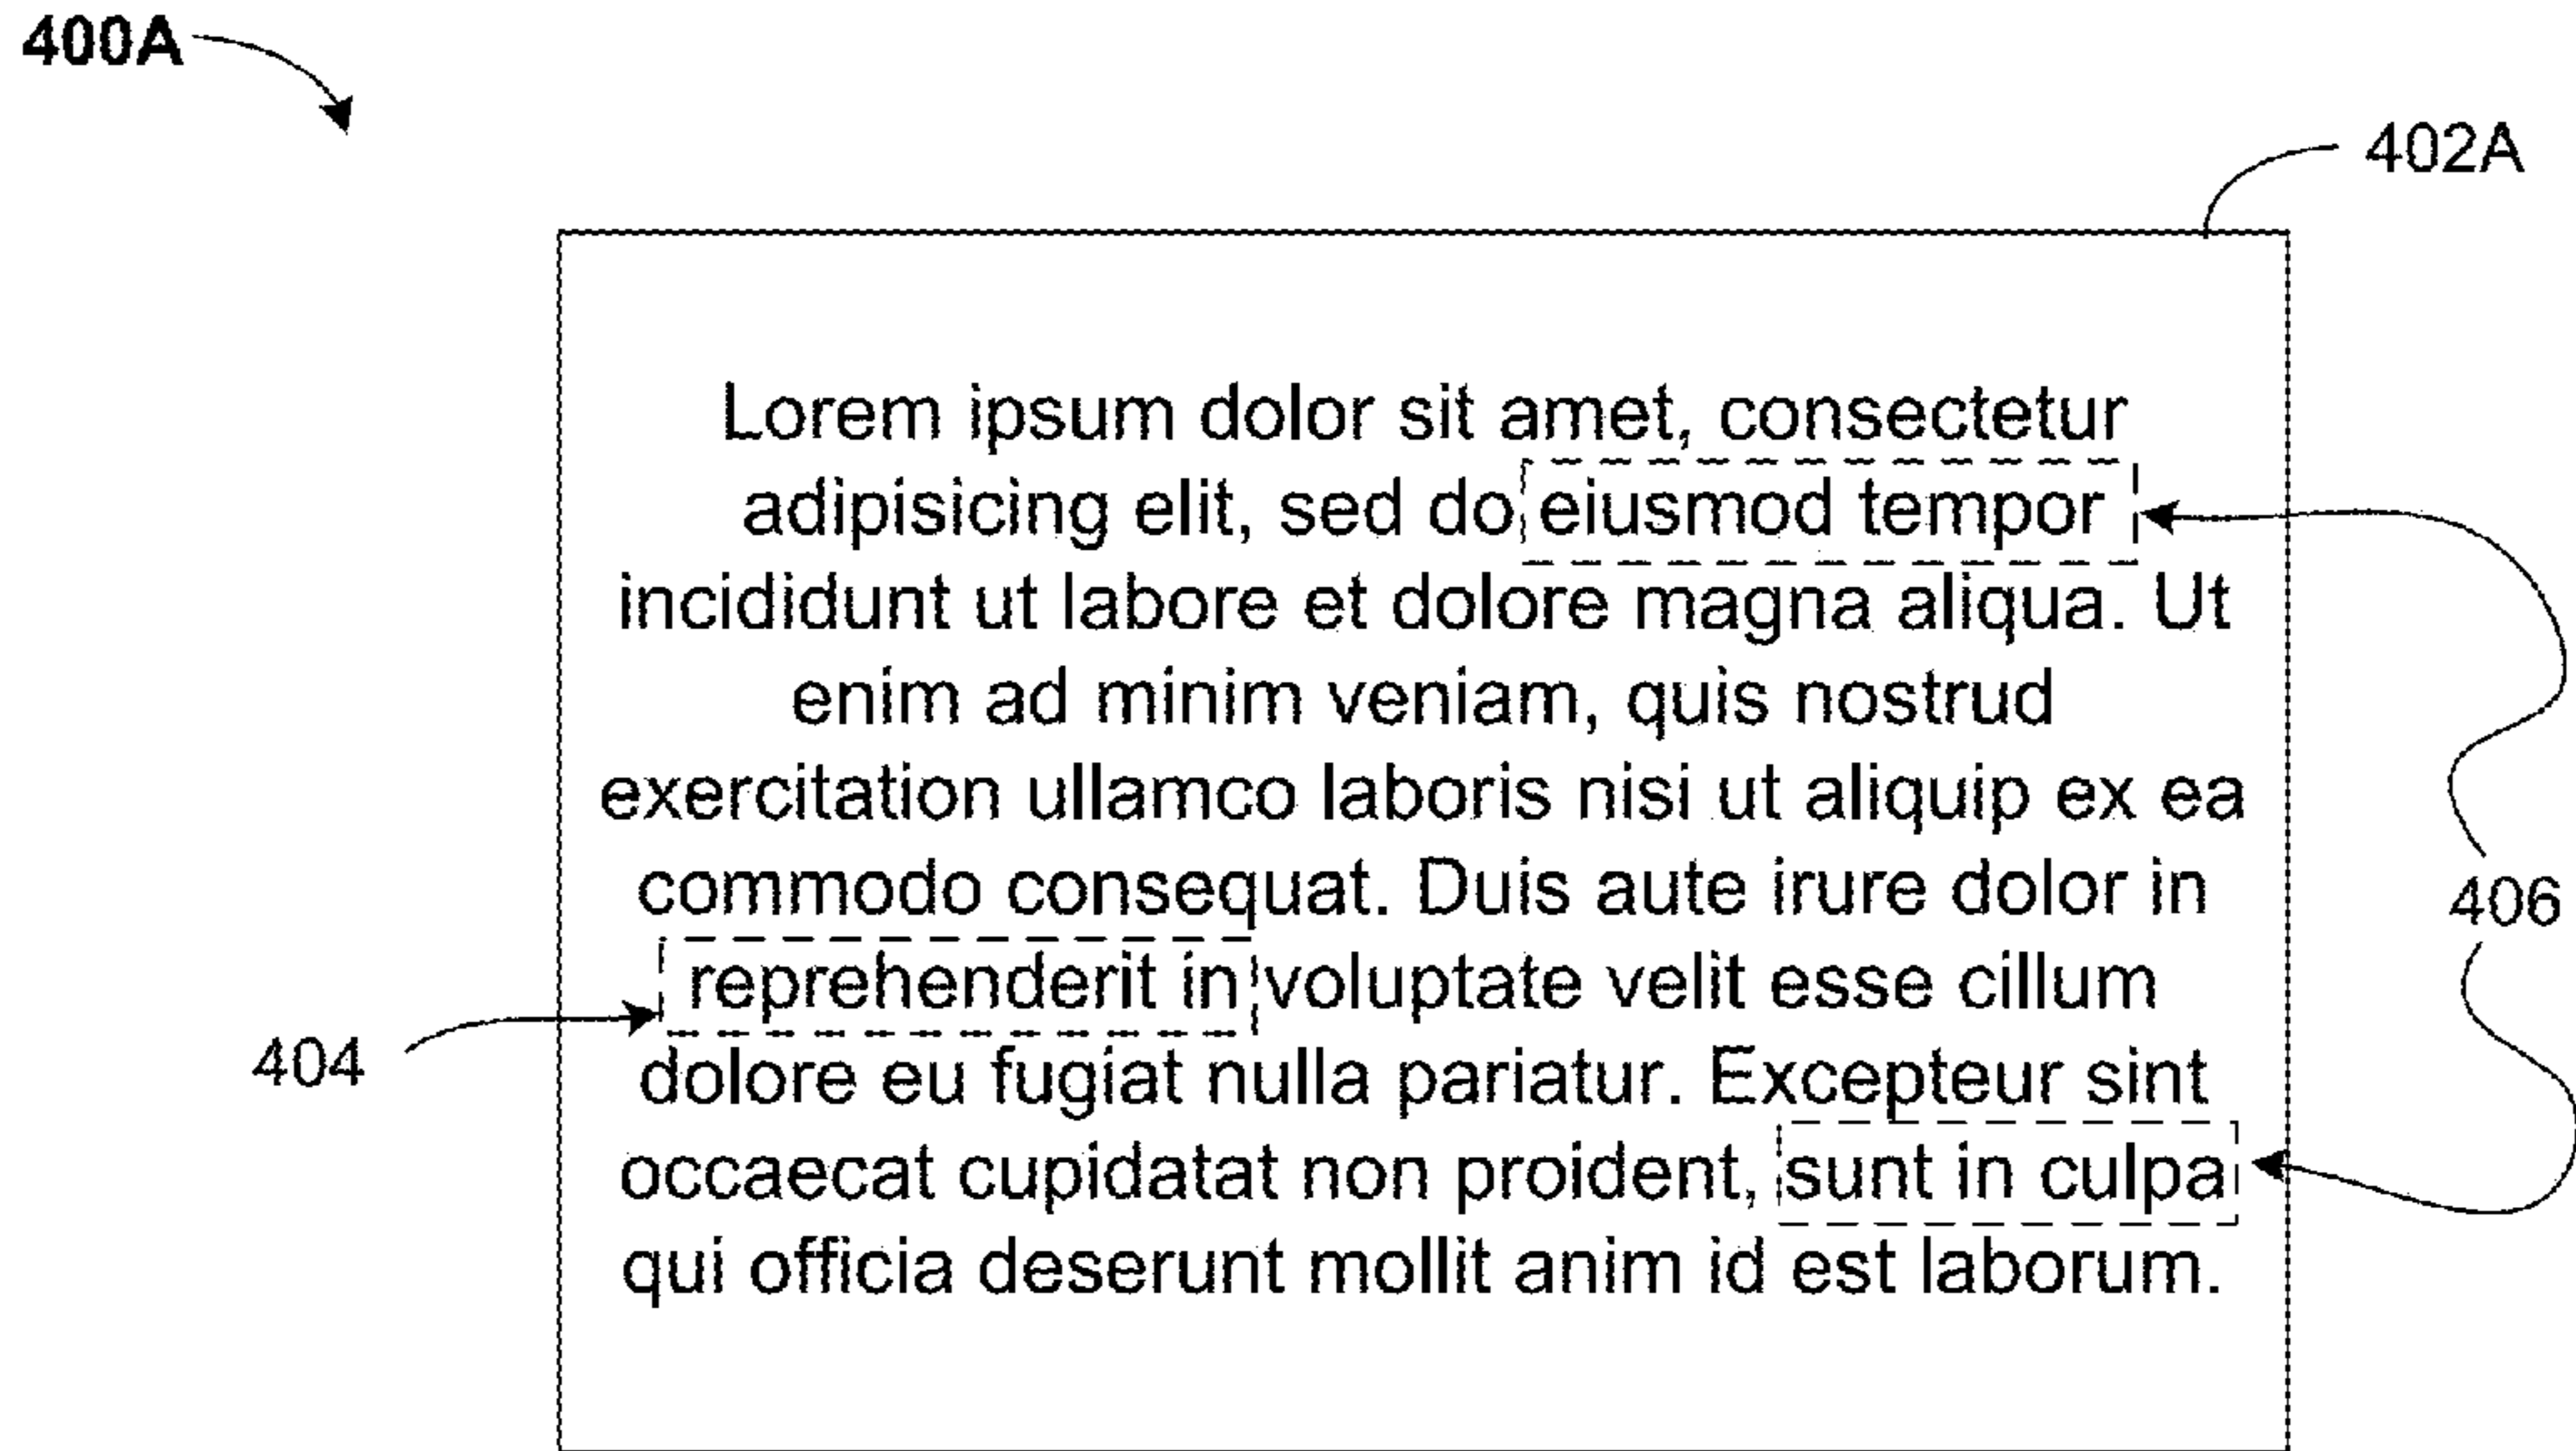 400A
402A
Lorem ipsum dolor sit amet, consectetur
adipisicing elit, sed do eiusmod tempor
incididunt ut labore et dolore magna aliqua. Ut
enim ad minim veniam, quis nostrud
exercitation ullamco laboris nisi ut aliquip ex ea
commodo consequat. Duis aute irure dolor in
reprehenderit in voluptate velit esse cillum
dolore eu fugiat nulla pariatur. Excepteur sint
occaecat cupidatat non proident, sunt in culpa
qui officia deserunt mollit anim id est laborum.
404
406